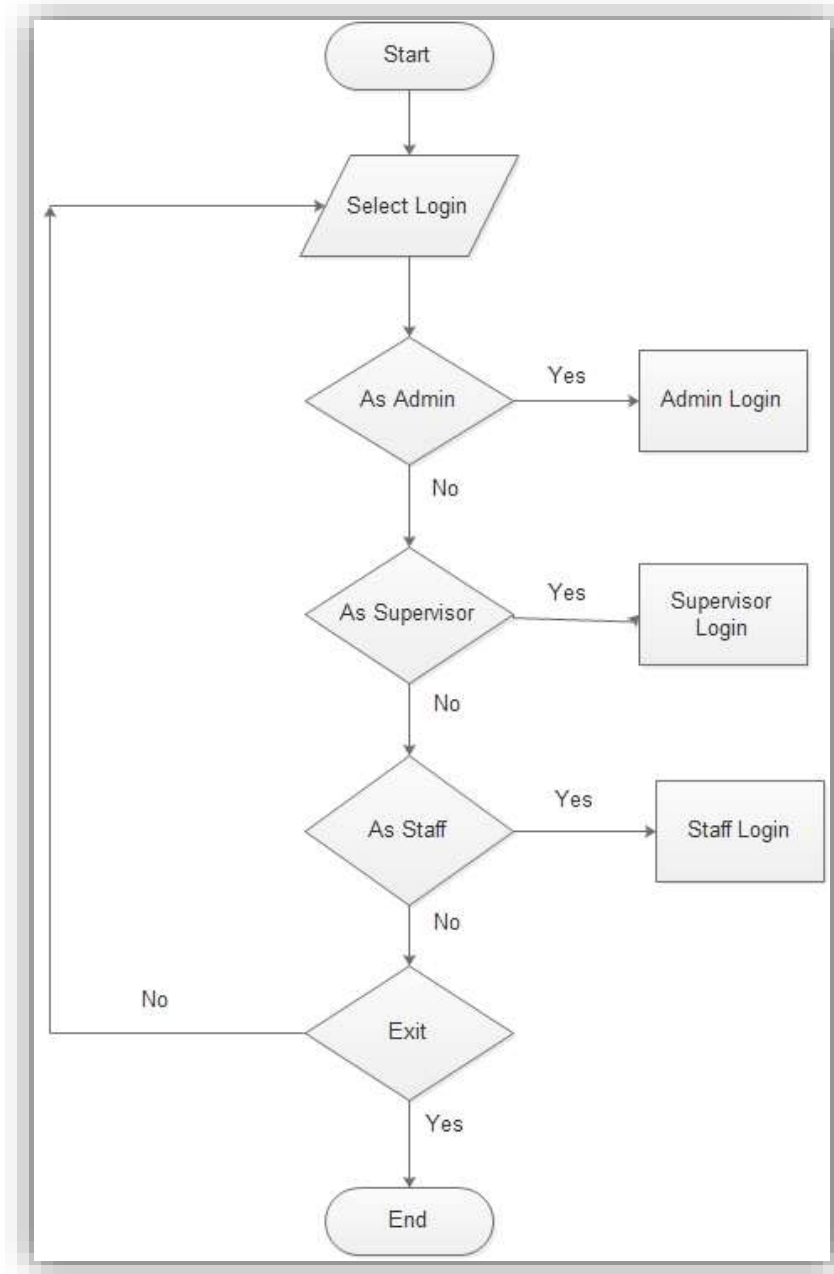 Start
Select Login
As Admin
Yes
Admin Login
No
As Supervisor
Yes
Supervisor
Login
No
As Staff
Yes
Staff Login
No
No
Exit
Yes
End